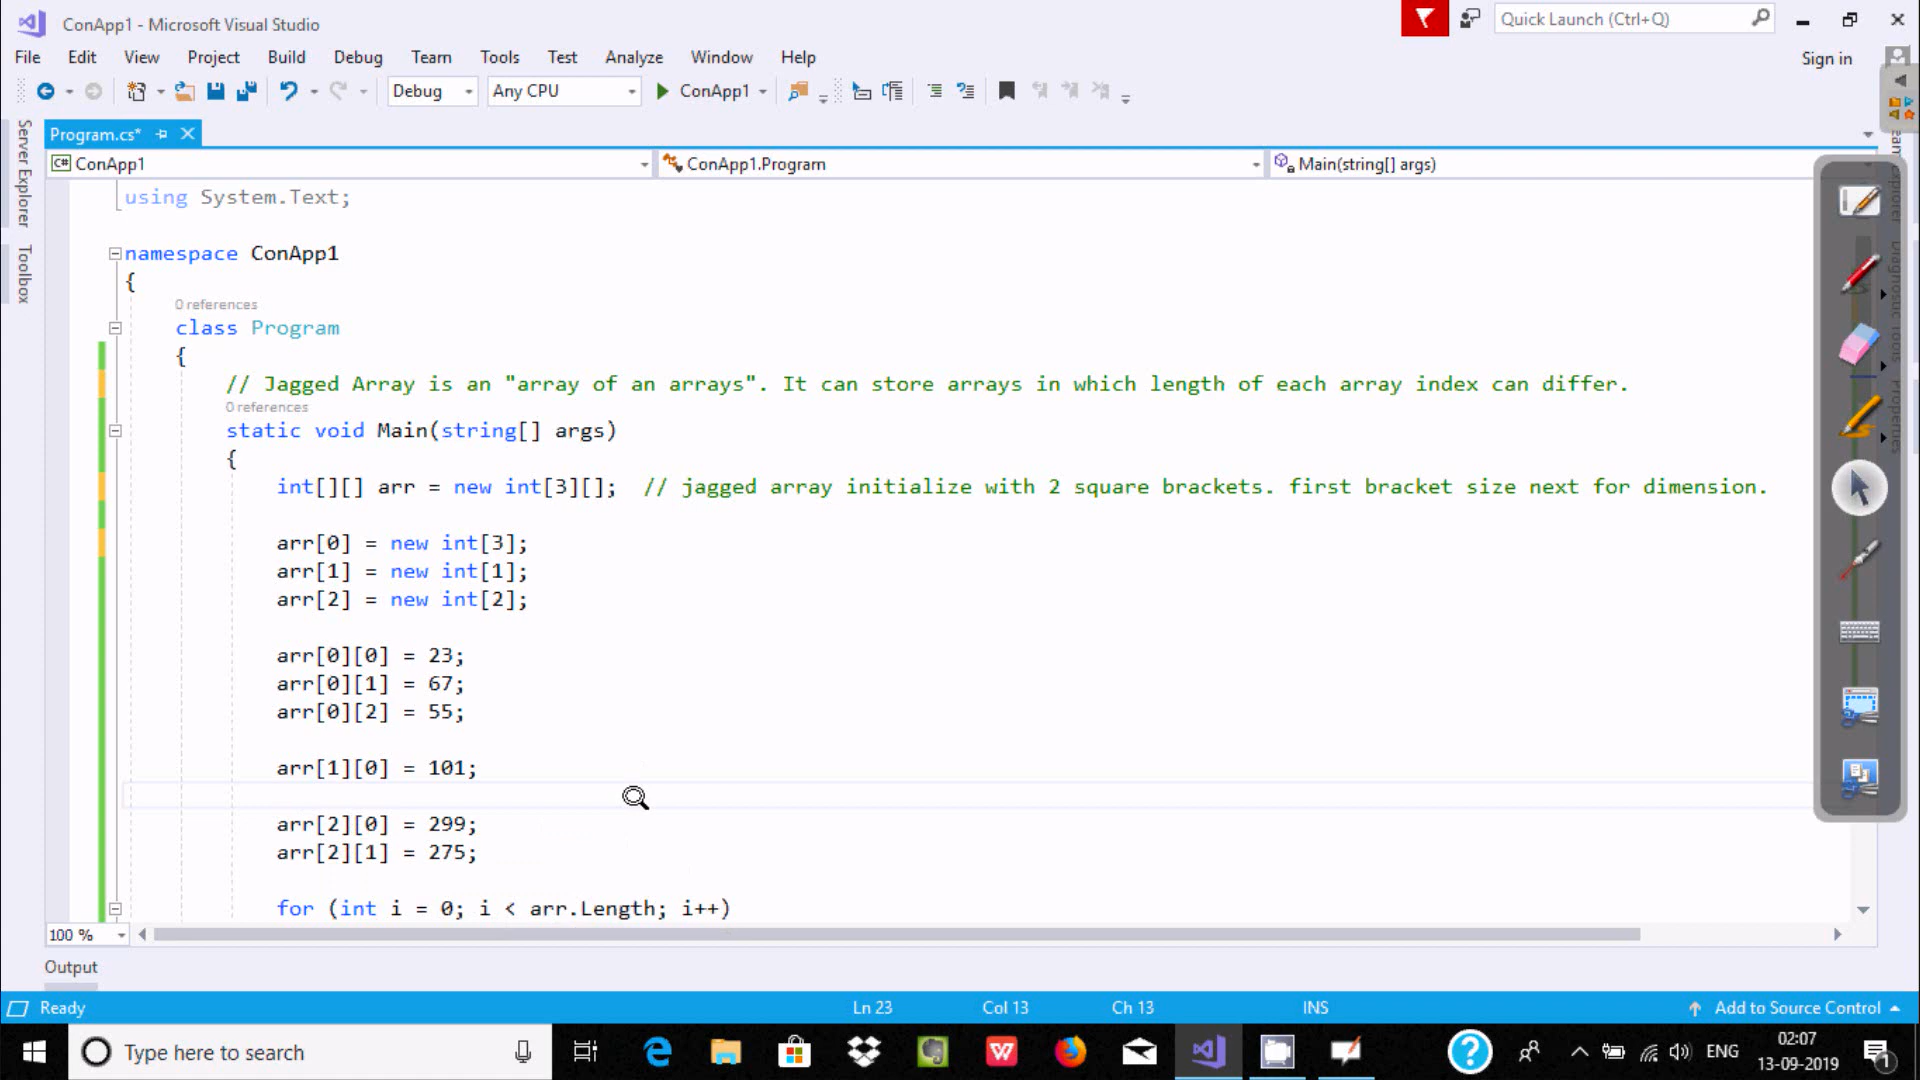 ConApp1 - Microsoft Visual Studio
Quick Launch (Ctrl+Q)
File Edit View Project Build Debug Team Tools Test Analyze Window Help
Sign in
Debug Any CPU ConApp1
Server Explorer
Toolbox
Program.cs*
C# ConApp1
ConApp1.Program
Main(string[] args)
using System.Text;
namespace ConApp1
{
0 references
class Program
{
// Jagged Array is an "array of an arrays". It can store arrays in which length of each array index can differ.
0 references
static void Main(string[] args)
{
int[][] arr = new int[3][]; // jagged array initialize with 2 square brackets. first bracket size next for dimension.
arr[0] = new int[3];
arr[1] = new int[1];
arr[2] = new int[2];
arr[0][0] = 23;
arr[0][1] = 67;
arr[0][2] = 55;
arr[1][0] = 101;
arr[2][0] = 299;
arr[2][1] = 275;
for (int i = 0; i < arr.Length; i++)
Explorer
Diagnostic Tools
Properties
100 %
Output
Ready
Ln 23
Col 13
Ch 13
INS
Add to Source Control
Type here to search
ENG
02:07
13-09-2019
1